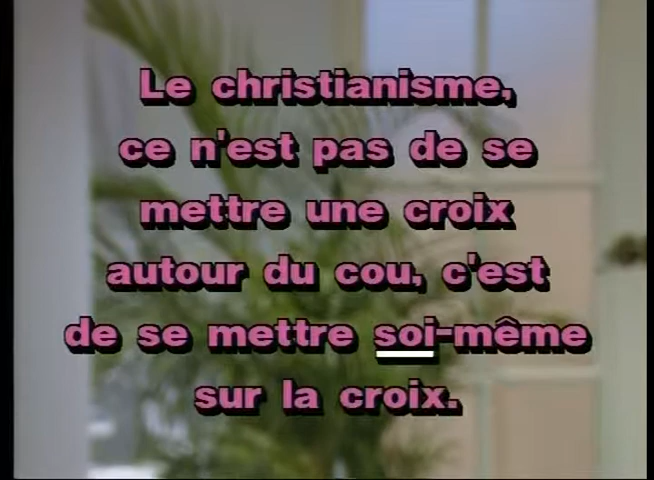 Le christianisme,
ce n'est pas de se
mettre une croix
autour du cou, c'est
de se mettre soi-même
sur la croix.